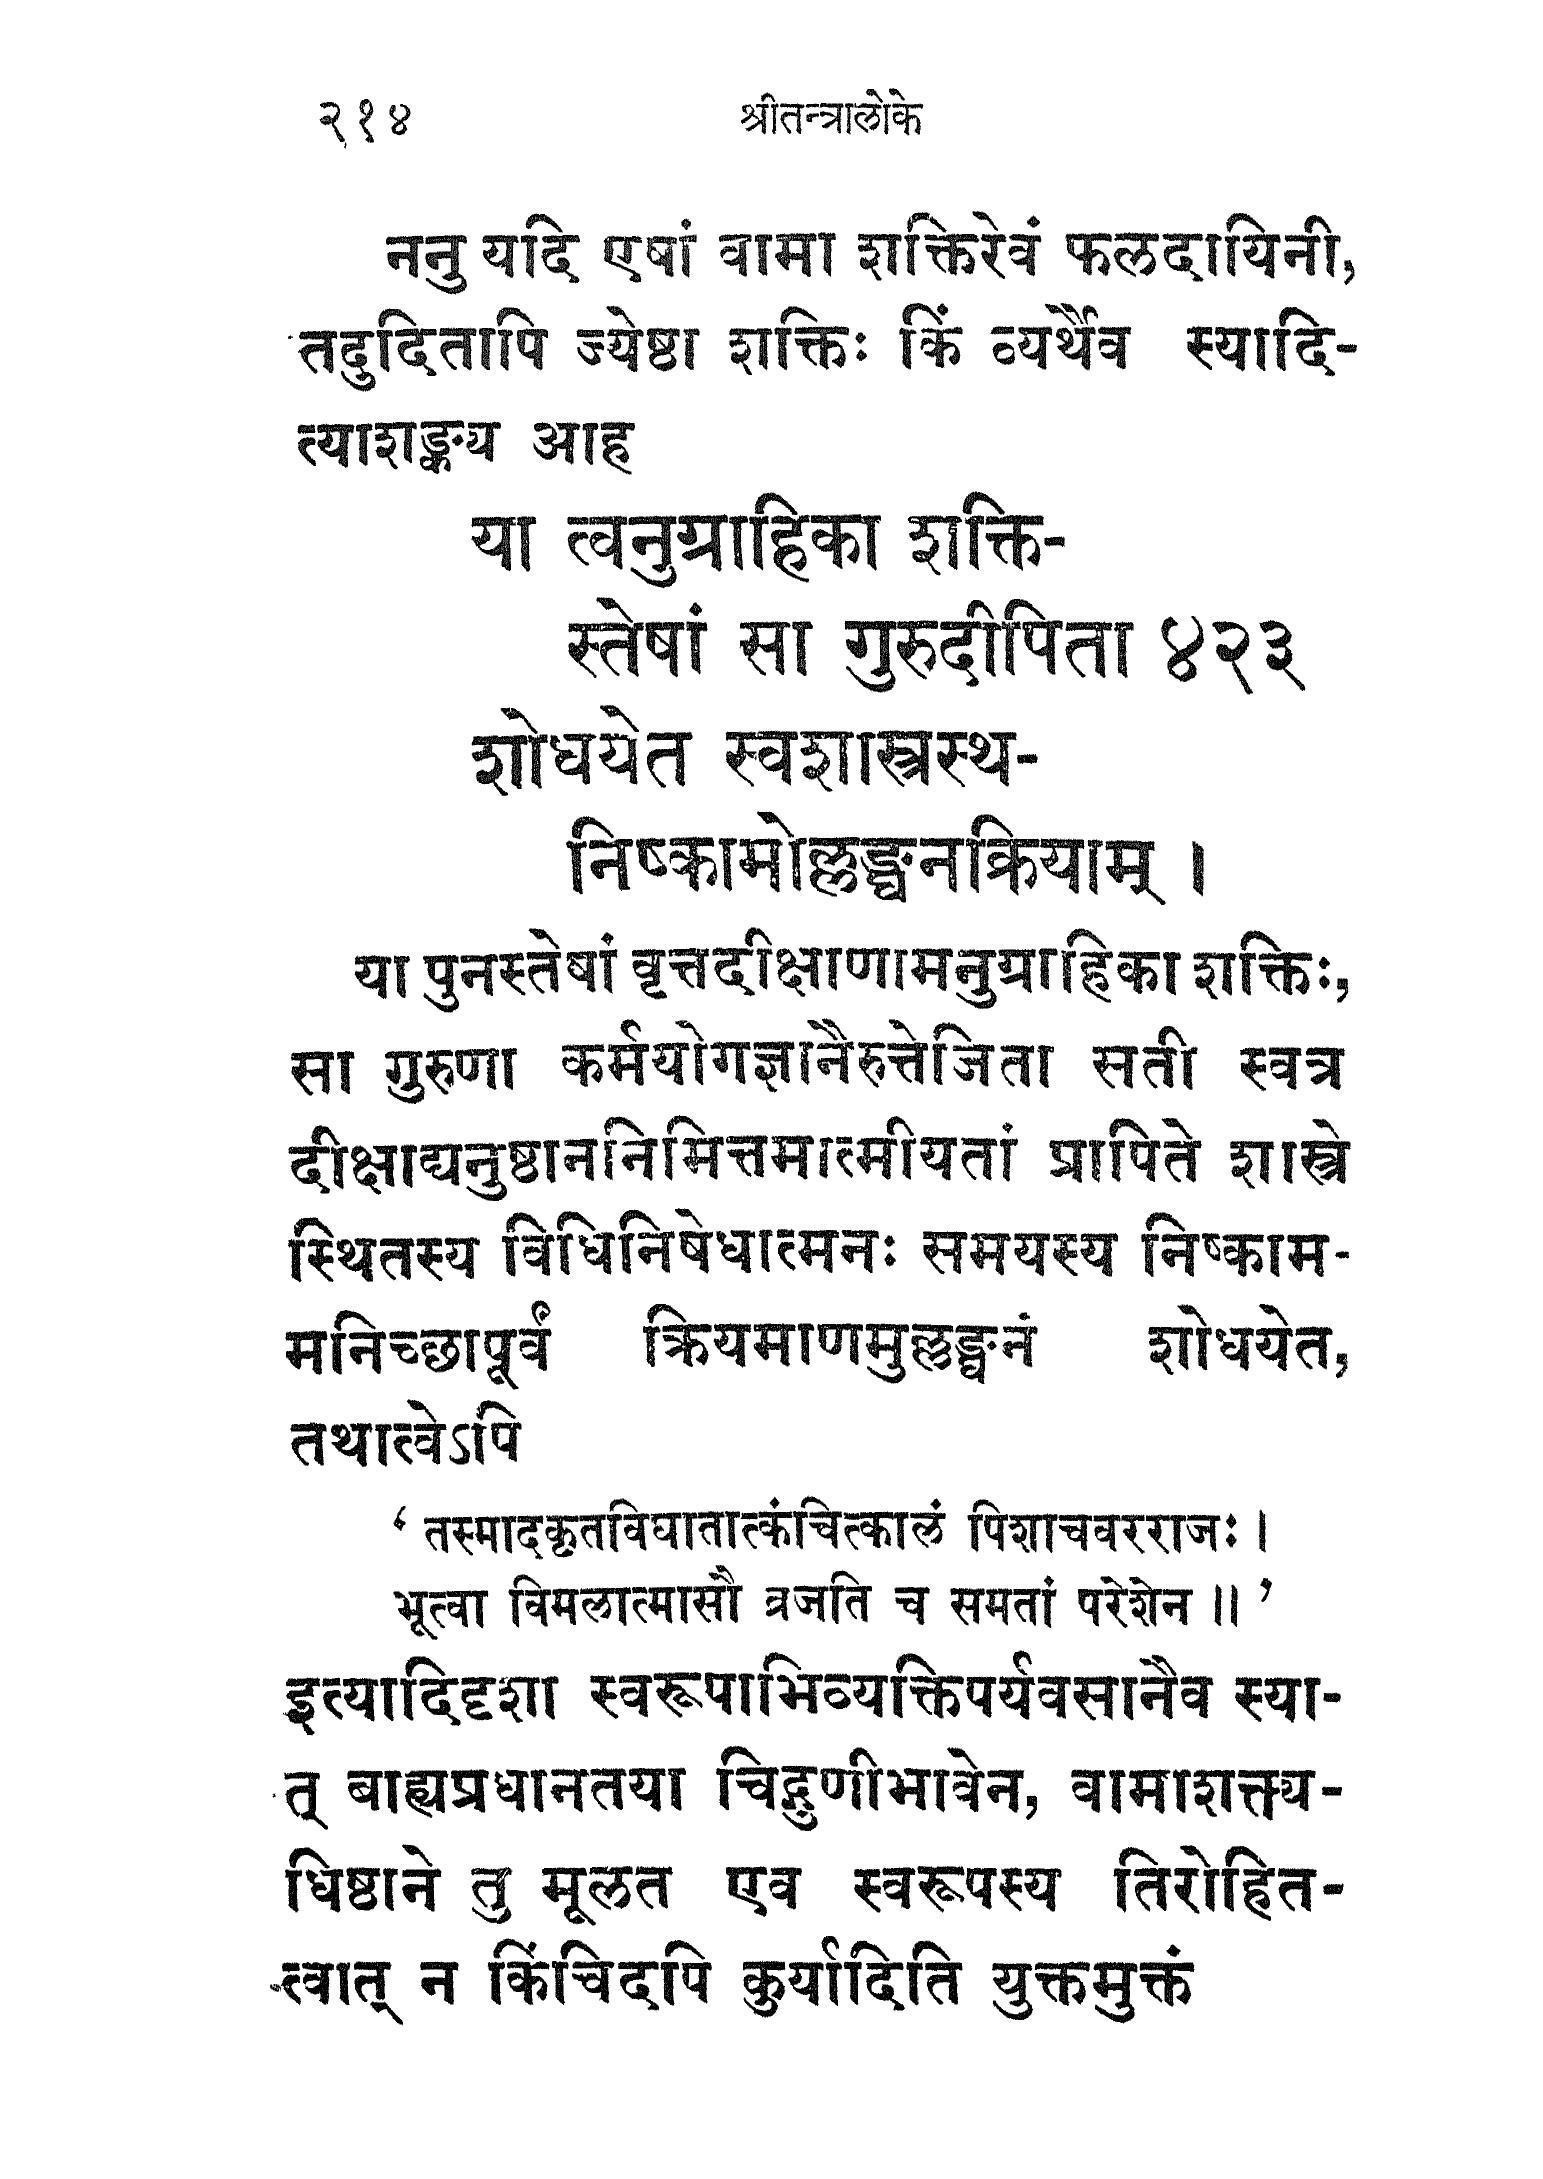 २१४ श्रीतन्त्रालोके
ननु यदि एषां वामा शक्तिरेवं फलदायिनी,
तदुदितापि ज्येष्ठा शक्तिः किं व्यर्थैव स्यादि-
त्याशङ्कय आह
या त्वनुग्राहिका शक्ति-
स्तेषां सा गुरुदीपिता ४२३
शोधयेत स्वशास्त्रस्थ-
निष्क्रामोल्लङ्घनक्रियाम् ।
या पुनस्तेषां वृत्तदीक्षाणामनुग्राहिका शक्तिः,
सा गुरुणा कर्मयोगज्ञानैरुत्तेजिता सती स्वत्र
दीक्षाद्यनुष्ठाननिमित्तमात्मीयतां प्रापिते शास्त्रे
स्थितस्य विधिनिषेधात्मनः समयस्य निष्काम-
मनिच्छापूर्वं क्रियमाणमुल्लङ्घनं शोधयेत,
तथात्वेऽपि
‘ तस्मादकृतविघातात्कंचित्कालं पिशाचवरराजः ।
भूत्वा विमलात्मासौ व्रजति च समतां परेशेन ॥ ’
इत्यादिदृशा स्वरूपाभिव्यक्तिपर्यवसानैव स्या-
त् बाह्यप्रधानतया चिद्गुणीभावेन, वामाशक्त्य-
धिष्ठाने तु मूलत एव स्वरूपस्य तिरोहित-
त्वात् न किंचिदपि कुर्यादिति युक्तमुक्तं